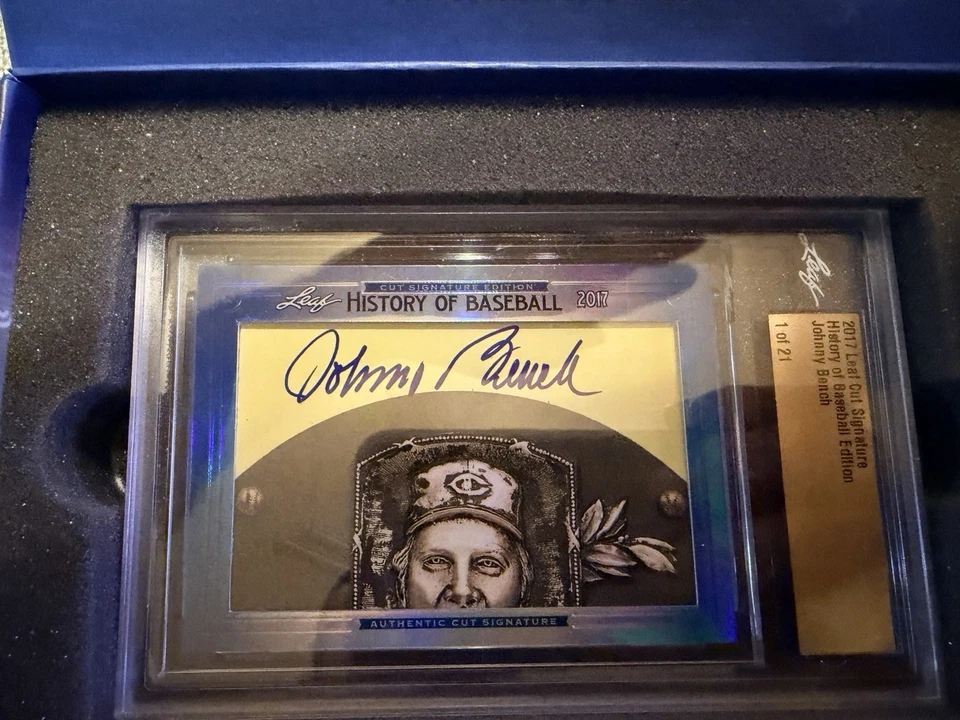 CUT SIGNATURE EDITION
Leaf HISTORY OF BASEBALL 2017
Johnny Bench
C
AUTHENTIC CUT SIGNATURE
Leaf
2017 Leaf Cut Signature
History of Baseball Edition
Johnny Bench
1 of 21